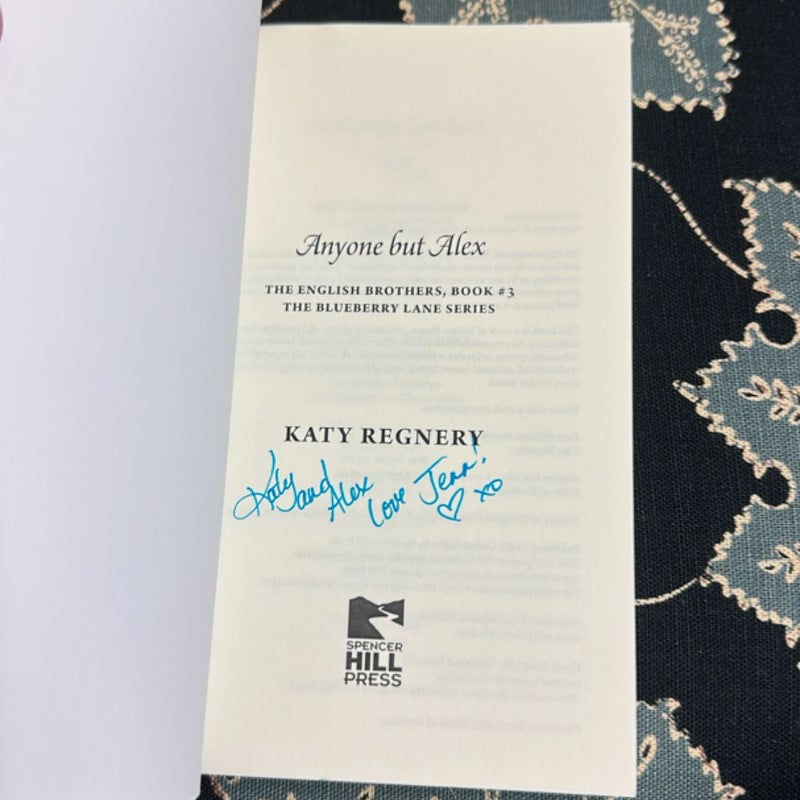 Anyone but Alex
THE ENGLISH BROTHERS, BOOK #3
THE BLUEBERRY LANE SERIES
KATY REGNERY
Katy and Alex love Jenn! ♡ xo
SPENCER
HILL
PRESS